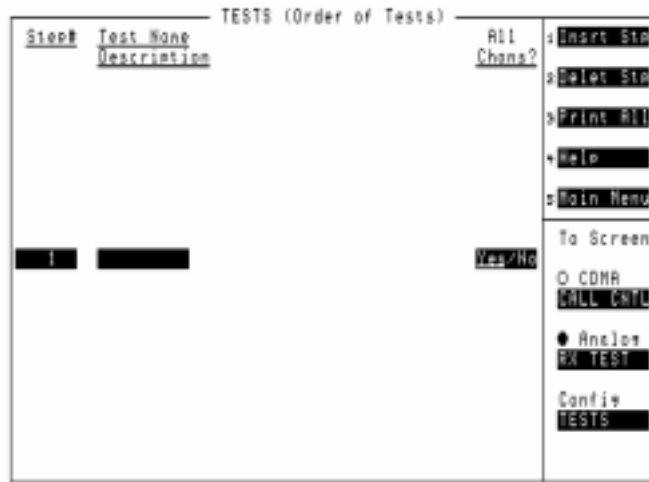 TESTS (Order of Tests)
Step# Test Name All
Description Chans?
1 Yes/No
1 Insrt Stp
2 Delet Stp
3 Print All
4 Help
5 Main Menu
To Screen
CDMA
CALL CNTL
Analog
RX TEST
Config
TESTS